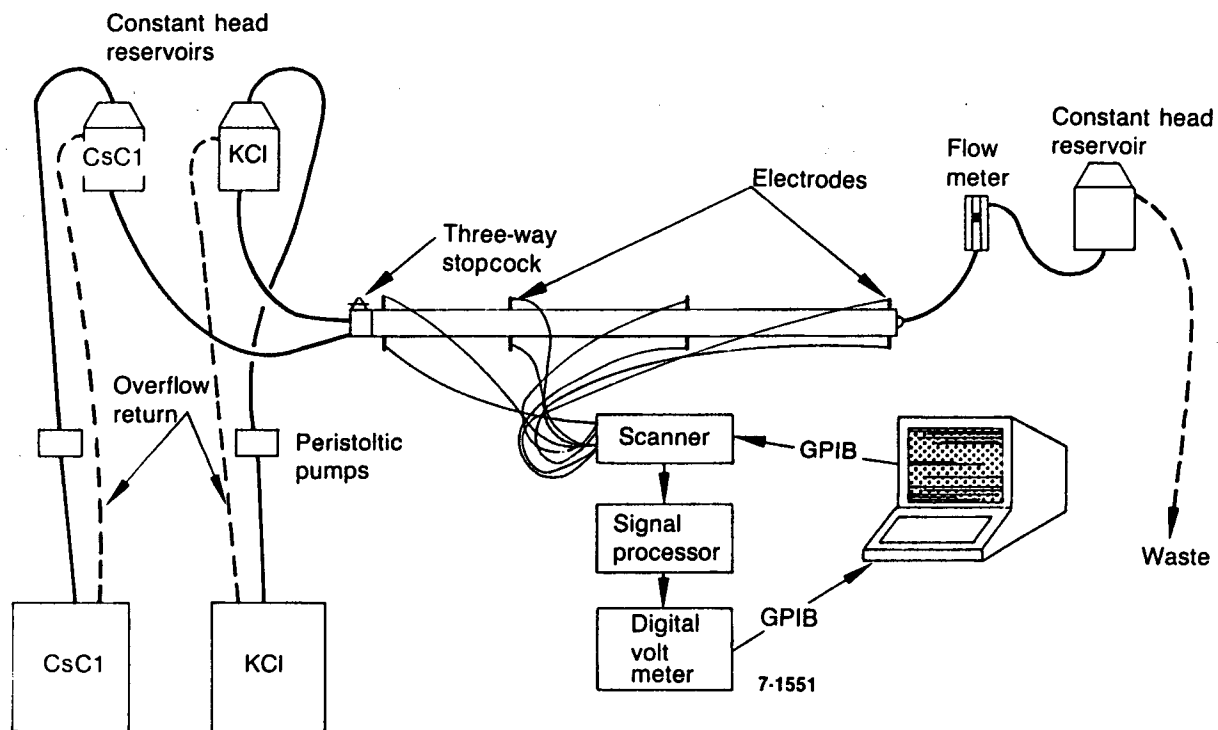 Constant head
reservoirs
CsC1
KCl
Constant head
reservoir
Flow
meter
Electrodes
Three-way
stopcock
Overflow
return
Peristoltic
pumps
Scanner
GPIB
Signal
processor
Waste
GPIB
Digital
volt
meter
7-1551
CsC1
KCl